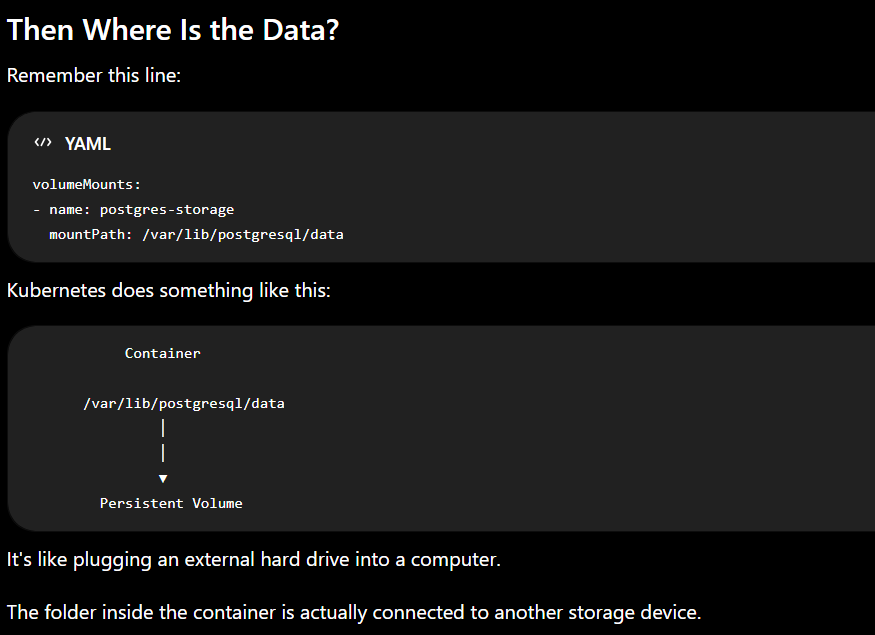 Then Where Is the Data?
Remember this line:
</> YAML
volumeMounts:
- name: postgres-storage
  mountPath: /var/lib/postgresql/data
Kubernetes does something like this:
Container
/var/lib/postgresql/data
|
|
▼
Persistent Volume
It's like plugging an external hard drive into a computer.
The folder inside the container is actually connected to another storage device.